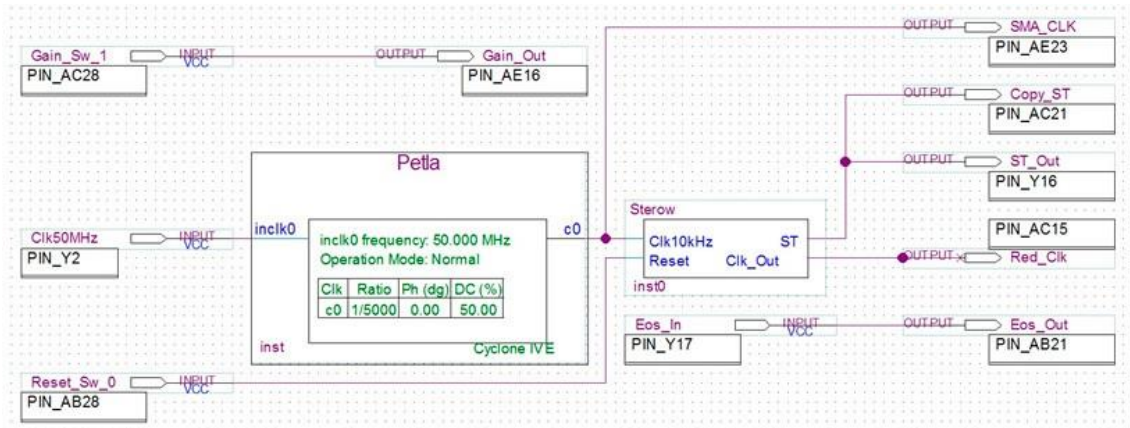 Gain_Sw_1 INPUT VCC
PIN_AC28
OUTPUT Gain_Out
PIN_AE16
OUTPUT SMA_CLK
PIN_AE23
OUTPUT Copy_ST
PIN_AC21
OUTPUT ST_Out
PIN_Y16
PIN_AC15
OUTPUT Red_Clk
Petla
Clk50MHz INPUT VCC
PIN_Y2
inclk0
c0
inclk0 frequency: 50.000 MHz
Operation Mode: Normal
Clk Ratio Ph (dg) DC (%)
c0 1/5000 0.00 50.00
inst
Cyclone IV E
Sterow
Clk10kHz ST
Reset Clk_Out
inst0
Eos_In INPUT VCC
PIN_Y17
OUTPUT Eos_Out
PIN_AB21
Reset_Sw_0 INPUT VCC
PIN_AB28